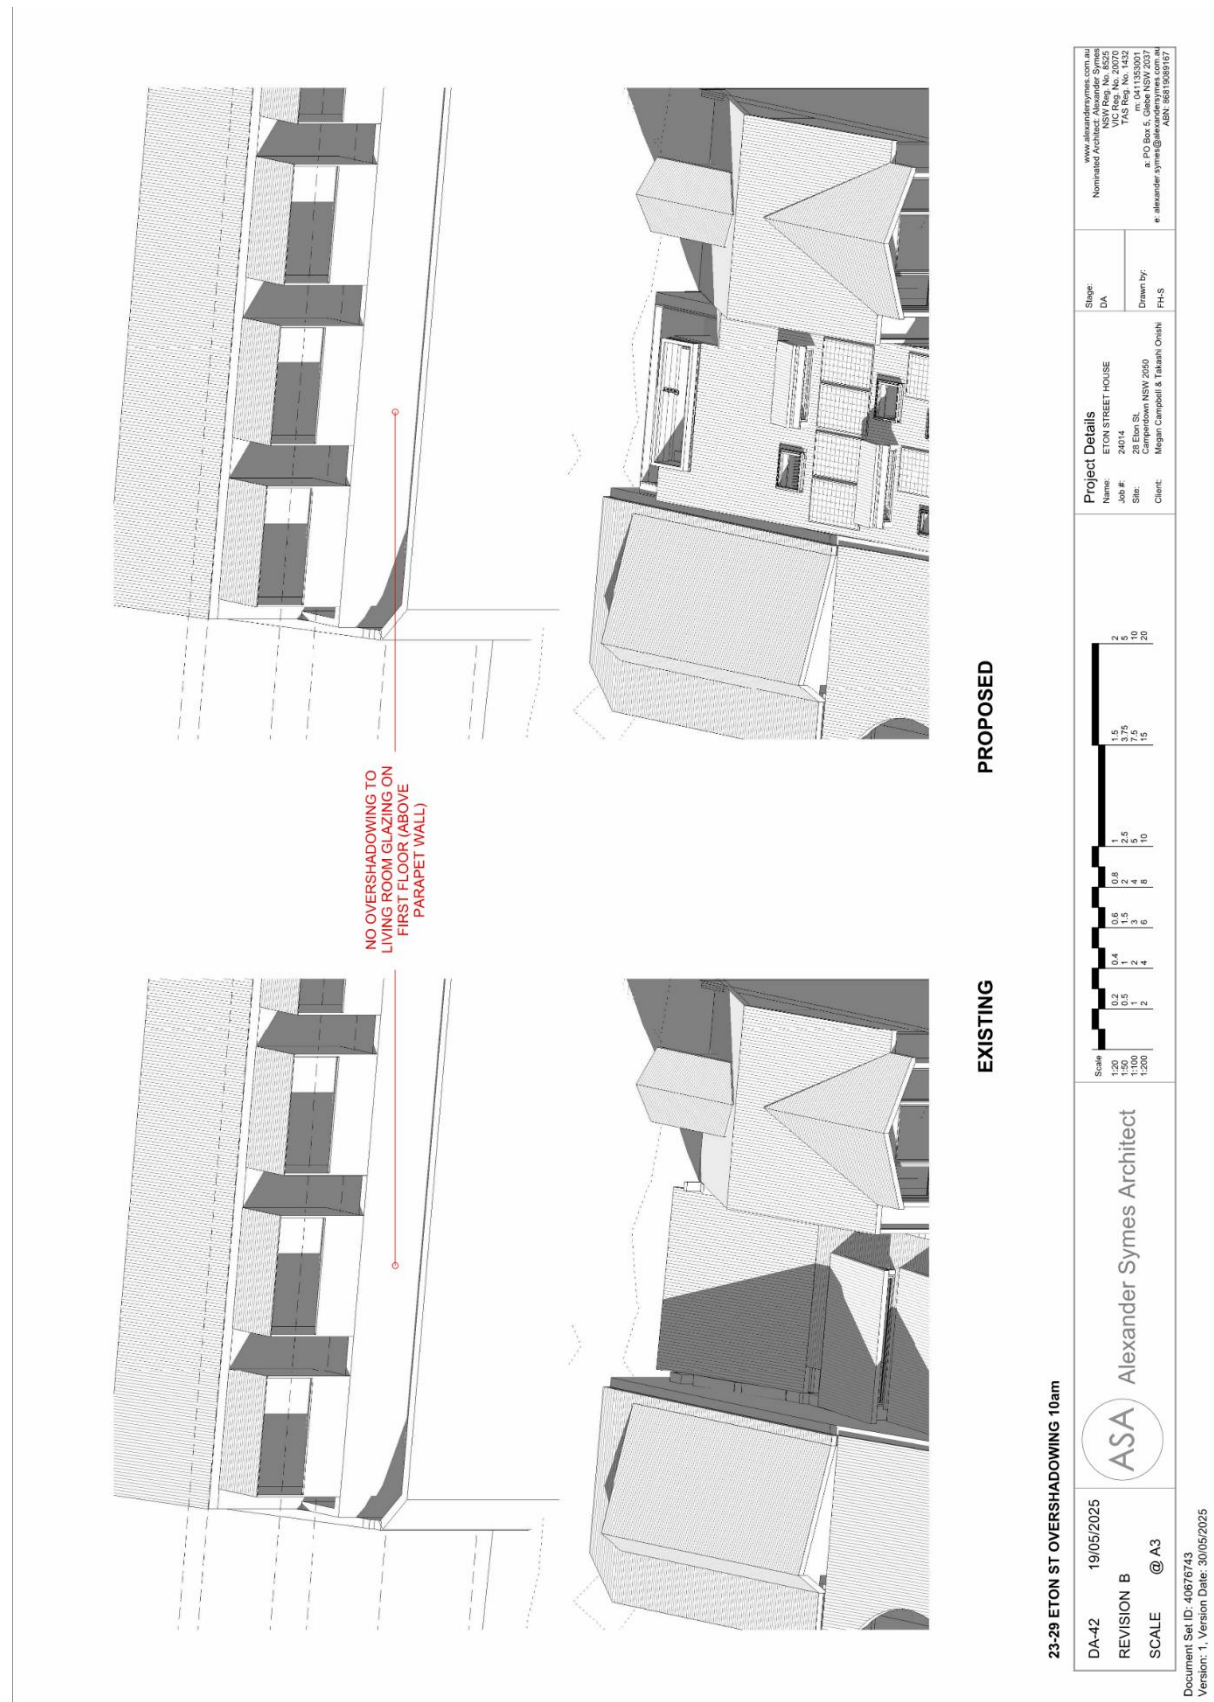 NO OVERSHADOWING TO
LIVING ROOM GLAZING ON
FIRST FLOOR (ABOVE
PARAPET WALL)
EXISTING
PROPOSED
23-29 ETON ST OVERSHADOWING 10am
DA-42 19/05/2025
REVISION B
SCALE @ A3
ASA Alexander Symes Architect
Scale
1:20 0.2 0.4 0.6 0.8 1 1.5 2
1:50 0.5 1 1.5 2 2.5 3.75 5
1:100 1 2 3 4 5 7.5 10
1:200 2 4 6 8 10 15 20
Project Details
Name: ETON STREET HOUSE
Job #: 24014
Site: 28 Eton St,
Camperdown NSW 2050
Client: Megan Campbell & Takashi Onishi
Stage:
DA
Drawn by:
FH-S
www.alexandersymes.com.au
Nominated Architect: Alexander Symes
NSW Reg. No. 8525
VIC Reg. No. 20070
TAS Reg. No. 1432
m: 0411353001
a: PO Box 5, Glebe NSW 2037
e: alexander.symes@alexandersymes.com.au
ABN: 86819089167
Document Set ID: 40676743
Version: 1, Version Date: 30/05/2025